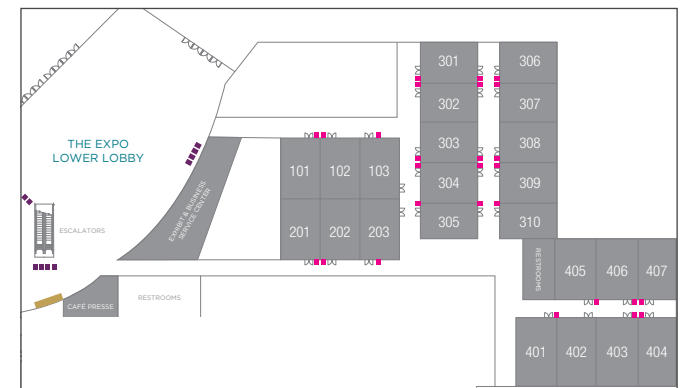 301
306
302
307
THE EXPO
LOWER LOBBY
303
308
101
102
103
304
309
EXHIBIT & BUSINESS
SERVICE CENTER
201
202
203
305
310
ESCALATORS
RESTROOMS
405
406
407
CAFÉ PRESSE
RESTROOMS
401
402
403
404